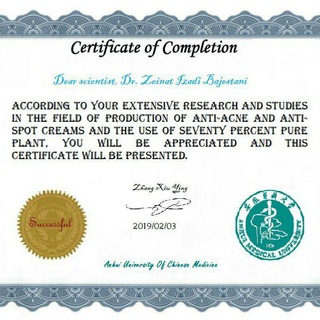 Certificate of Completion
Dear scientist, Dr. Zeinat Izadi Bajostani
ACCORDING TO YOUR EXTENSIVE RESEARCH AND STUDIES
IN THE FIELD OF PRODUCTION OF ANTI-ACNE AND ANTI-
SPOT CREAMS AND THE USE OF SEVENTY PERCENT PURE
PLANT, YOU WILL BE APPRECIATED AND THIS
CERTIFICATE WILL BE PRESENTED.
Zhang Xiu Ying
2019/02/03
Successful
ANHUI MEDICAL UNIVERSITY
Anhui University Of Chinese Medicine